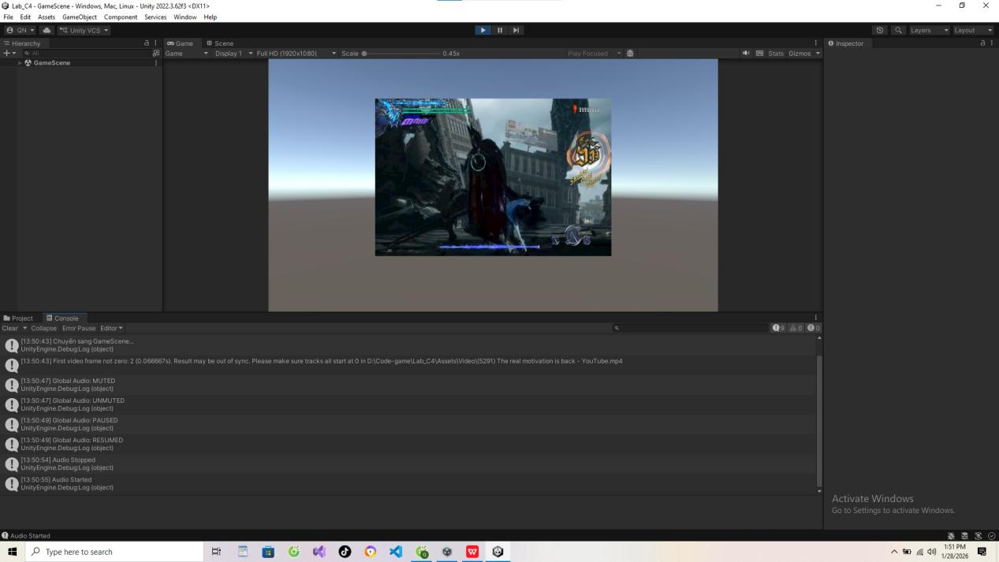 Lab_C4 - GameScene - Windows, Mac, Linux - Unity 2022.3.62f3 <DX11>
File Edit Assets GameObject Component Services Window Help
QN Unity VCS Layers Layout
Hierarchy
All
GameScene
Game Scene
Game Display 1 Full HD (1920x1080) Scale 0.45x Play Focused Stats Gizmos
Inspector
Project Console
Clear Collapse Error Pause Editor 9 0 0
[13:50:43] Chuyển sang GameScene...
UnityEngine.Debug:Log (object)
[13:50:43] First video frame not zero: 2 (0.066667s). Result may be out of sync. Please make sure tracks all start at 0 in D:\Code-game\Lab_C4\Assets\Video\(5291) The real motivation is back - YouTube.mp4
[13:50:47] Global Audio: MUTED
UnityEngine.Debug:Log (object)
[13:50:47] Global Audio: UNMUTED
UnityEngine.Debug:Log (object)
[13:50:49] Global Audio: PAUSED
UnityEngine.Debug:Log (object)
[13:50:49] Global Audio: RESUMED
UnityEngine.Debug:Log (object)
[13:50:54] Audio Stopped
UnityEngine.Debug:Log (object)
[13:50:55] Audio Started
UnityEngine.Debug:Log (object)
Activate Windows
Go to Settings to activate Windows.
Audio Started
Type here to search
1:51 PM
1/28/2026